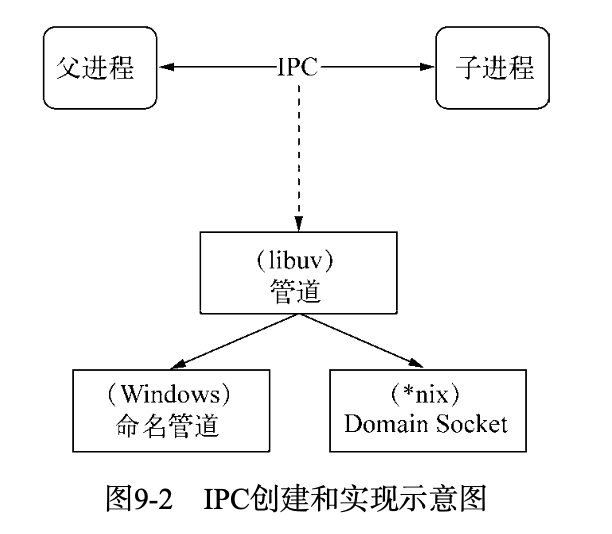 父进程
IPC
子进程
（libuv）
管道
（Windows）
命名管道
（*nix）
Domain Socket
图9-2 IPC创建和实现示意图